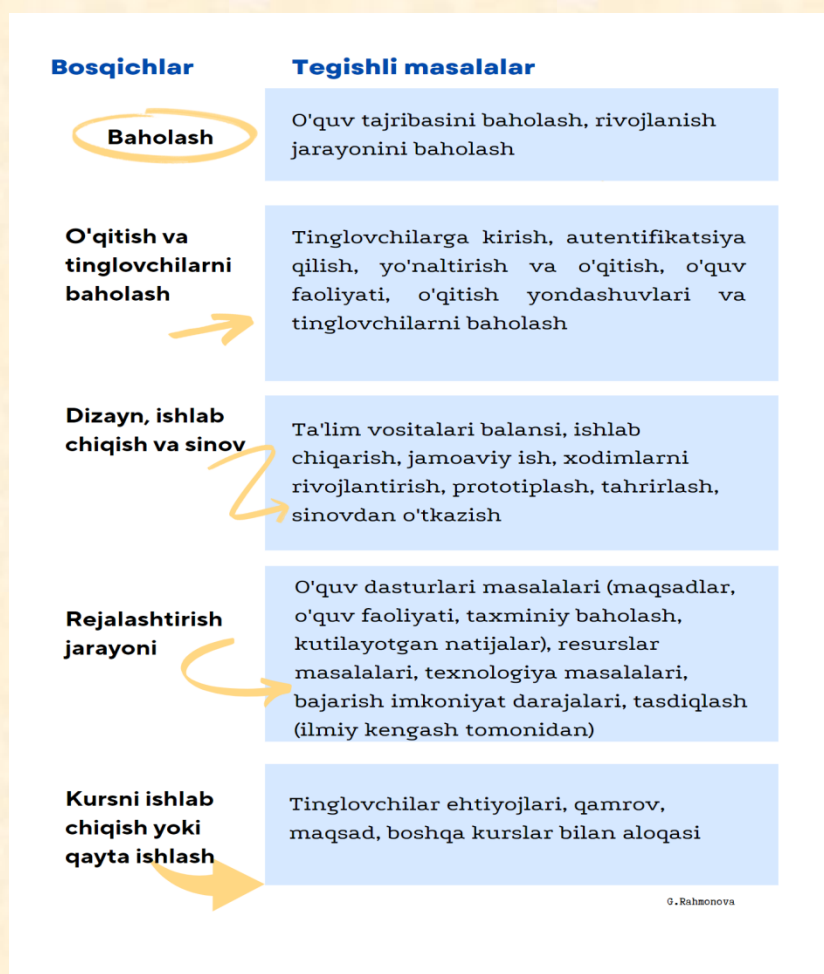 Bosqichlar
Tegishli masalalar
Baholash
O'quv tajribasini baholash, rivojlanish
jarayonini baholash
O'qitish va
tinglovchilarni
baholash
Tinglovchilarga kirish, autentifikatsiya
qilish, yo'naltirish va o'qitish, o'quv
faoliyati, o'qitish yondashuvlari va
tinglovchilarni baholash
Dizayn, ishlab
chiqish va sinov
Ta'lim vositalari balansi, ishlab
chiqarish, jamoaviy ish, xodimlarni
rivojlantirish, prototiplash, tahrirlash,
sinovdan o'tkazish
Rejalashtirish
jarayoni
O'quv dasturlari masalalari (maqsadlar,
o'quv faoliyati, taxminiy baholash,
kutilayotgan natijalar), resurslar
masalalari, texnologiya masalalari,
bajarish imkoniyat darajalari, tasdiqlash
(ilmiy kengash tomonidan)
Kursni ishlab
chiqish yoki
qayta ishlash
Tinglovchilar ehtiyojlari, qamrov,
maqsad, boshqa kurslar bilan aloqasi
G.Rahmonova